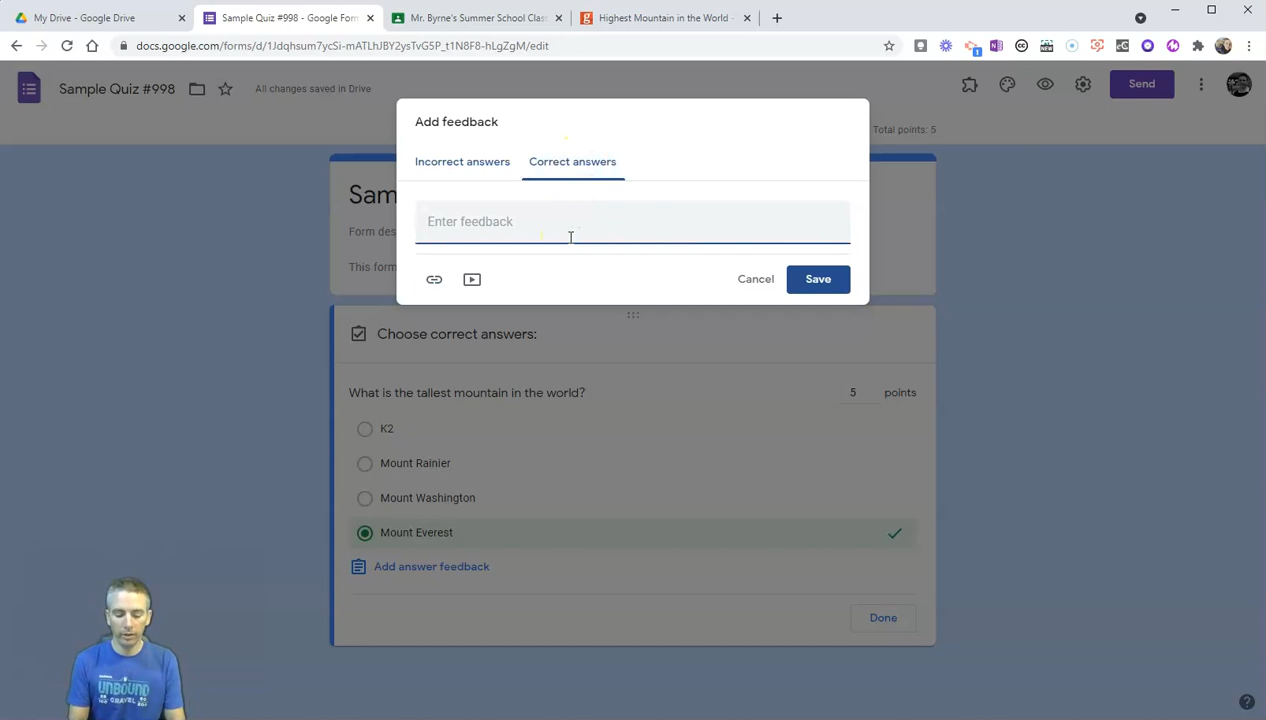 My Drive - Google Drive
Sample Quiz #998 - Google For
Mr. Byrne's Summer School Clas
Highest Mountain in the World -
docs.google.com/forms/d/1Jdqhsum7ycSi-mATLhJBY2ysTvG5P_t1N8F8-hLgZgM/edit
Sample Quiz #998
All changes saved in Drive
Send
Total points: 5
Add feedback
Incorrect answers
Correct answers
Enter feedback
Cancel
Save
Sam
Form des
This form
Choose correct answers:
What is the tallest mountain in the world?
5 points
K2
Mount Rainier
Mount Washington
Mount Everest
Add answer feedback
Done
UNBOUND
GRAVEL